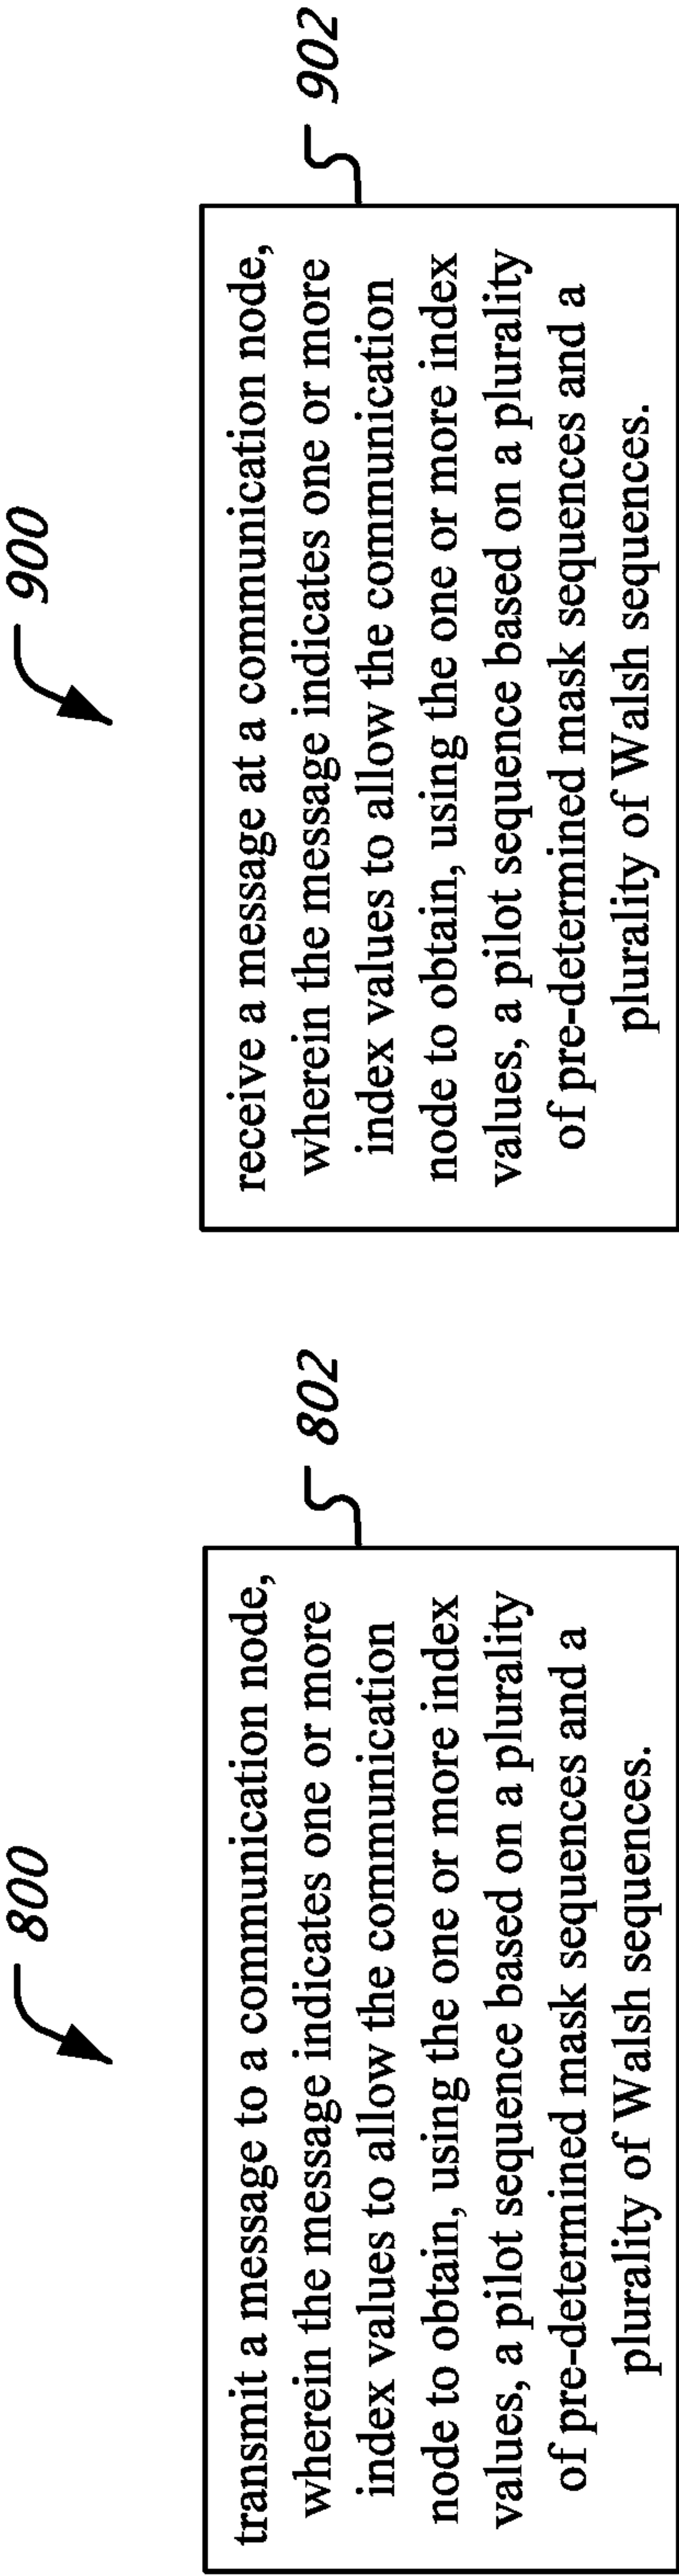 800
802
transmit a message to a communication node,
wherein the message indicates one or more
index values to allow the communication
node to obtain, using the one or more index
values, a pilot sequence based on a plurality
of pre-determined mask sequences and a
plurality of Walsh sequences.
900
902
receive a message at a communication node,
wherein the message indicates one or more
index values to allow the communication
node to obtain, using the one or more index
values, a pilot sequence based on a plurality
of pre-determined mask sequences and a
plurality of Walsh sequences.